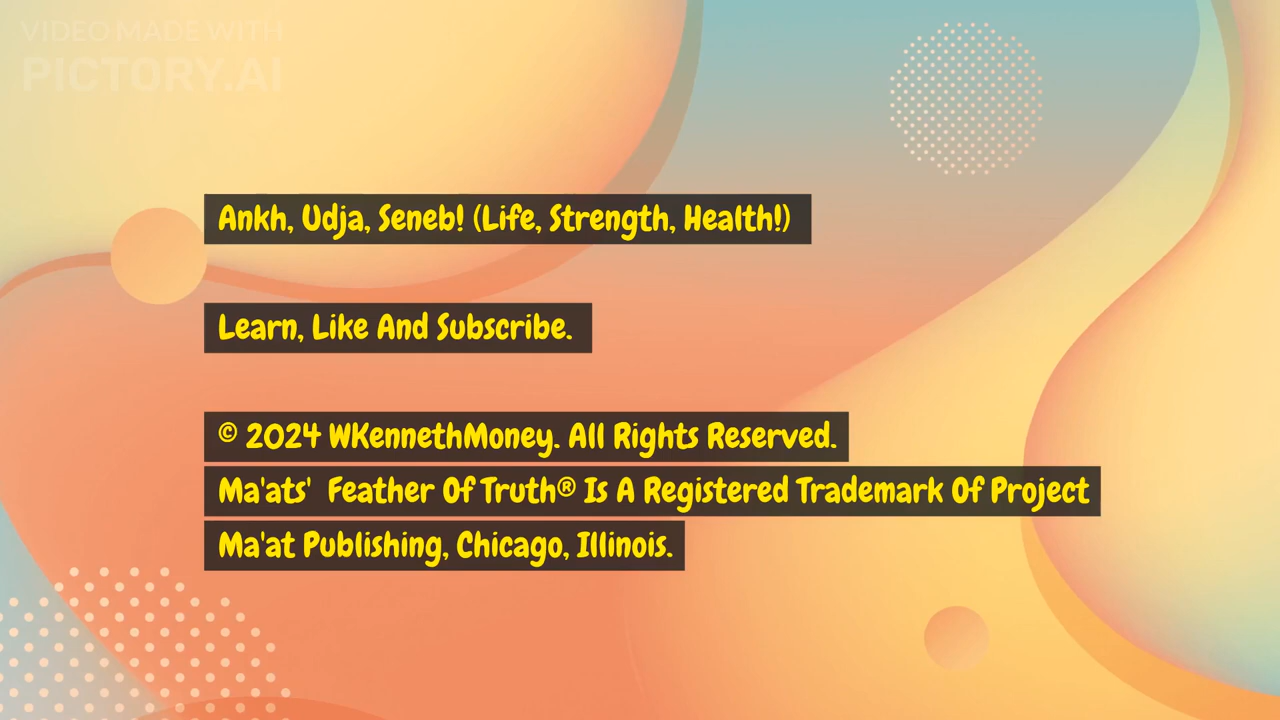 VIDEO MADE WITH
PICTORY.AI
Ankh, Udja, Seneb! (Life, Strength, Health!)
Learn, Like And Subscribe.
© 2024 WKennethMoney. All Rights Reserved.
Ma'ats'  Feather Of Truth® Is A Registered Trademark Of Project
Ma'at Publishing, Chicago, Illinois.